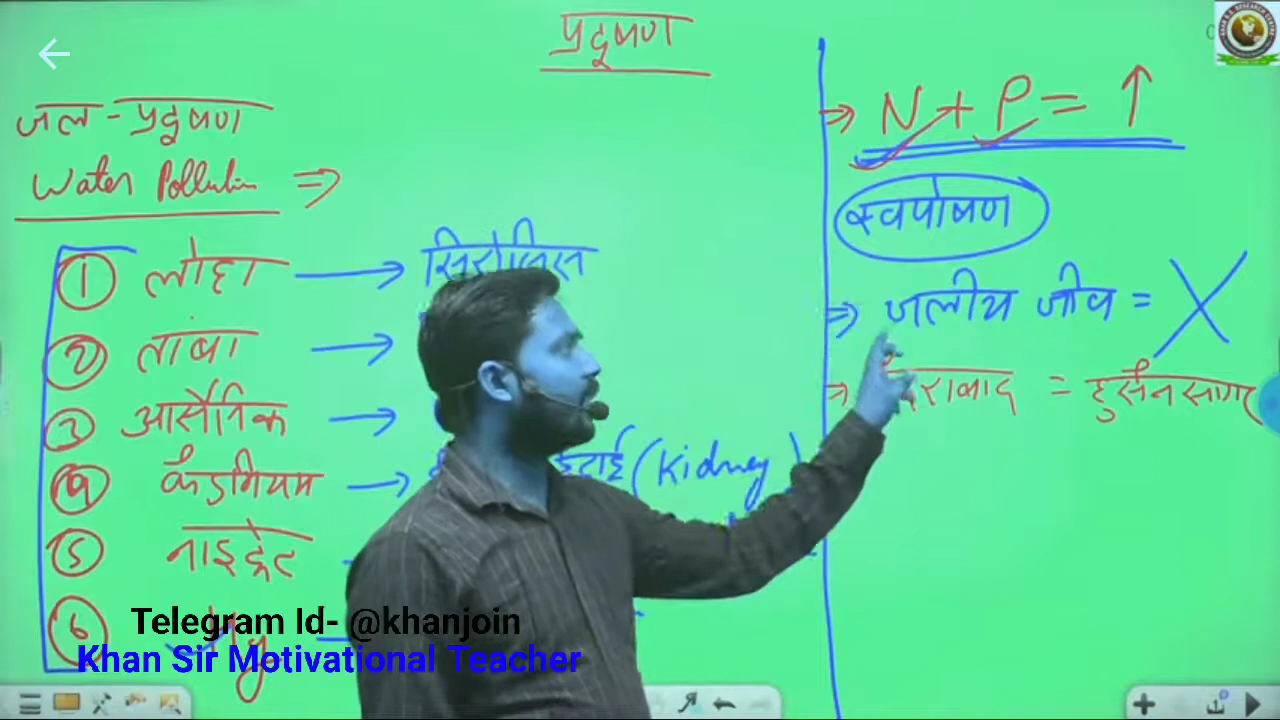 प्रदूषण
जल-प्रदूषण
Water Pollution ⇒
① लोहा → सिरोसिस
② तांबा →
③ आर्सेनिक →
④ कैडमियम → (Kidney)
⑤ नाइट्रेट
⑥ Hg
⇒ N + P = ↑
स्वपोषण
⇒ जलीय जीव = X
= हुसैन सागर
Telegram Id- @khanjoin
Khan Sir Motivational Teacher